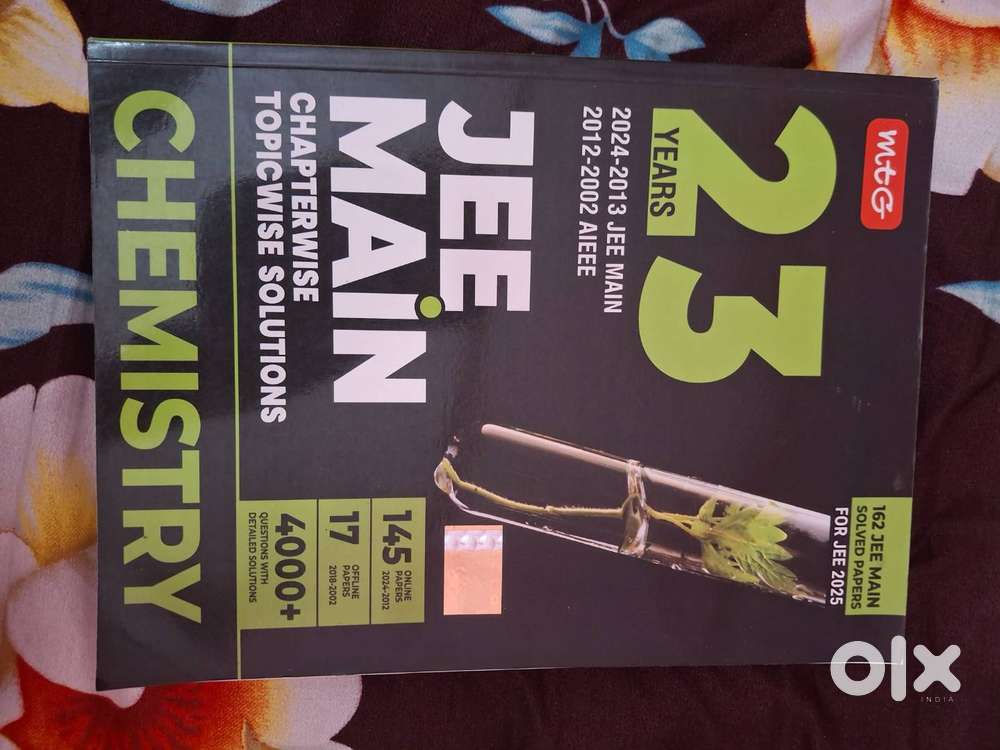 mtG
162 JEE MAIN
SOLVED PAPERS
FOR JEE 2025
23
YEARS
2024-2013 JEE MAIN
2012-2002 AIEEE
JEE
MAiN
CHAPTERWISE
TOPICWISE SOLUTIONS
145 ONLINE PAPERS
2024-2012
17 OFFLINE PAPERS
2018-2002
4000+
QUESTIONS WITH
DETAILED SOLUTIONS
CHEMISTRY
olx
INDIA